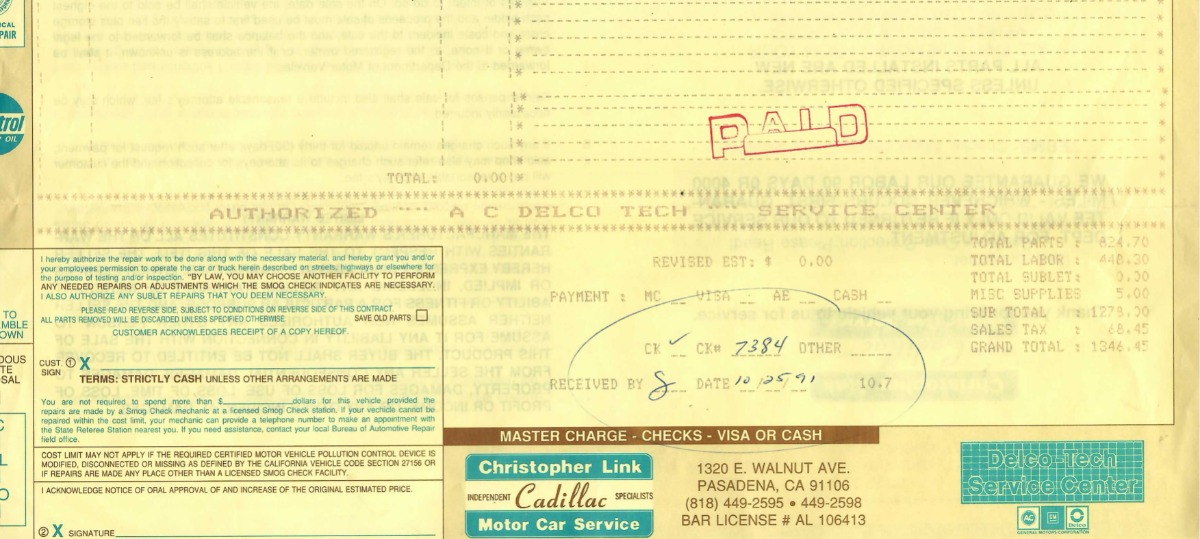 ICAL
PAIR
trol
OIL
PAID
TOTAL: 0.00
AUTHORIZED "" A C DELCO TECH SERVICE CENTER
REVISED EST: $ 0.00
PAYMENT : MC __ VISA __ AE __ CASH __
CK ✓ CK# 7384 OTHER
RECEIVED BY DATE 10/25/91 10.7
TOTAL PARTS : 824.70
TOTAL LABOR : 448.30
TOTAL SUBLET: 0.00
MISC SUPPLIES 5.00
SUB TOTAL :1278.00
SALES TAX : 68.45
GRAND TOTAL : 1346.45
I hereby authorize the repair work to be done along with the necessary material, and hereby grant you and/or
your employees permission to operate the car or truck herein described on streets, highways or elsewhere for
the purpose of testing and/or inspection. "BY LAW, YOU MAY CHOOSE ANOTHER FACILITY TO PERFORM
ANY NEEDED REPAIRS OR ADJUSTMENTS WHICH THE SMOG CHECK INDICATES ARE NECESSARY.
I ALSO AUTHORIZE ANY SUBLET REPAIRS THAT YOU DEEM NECESSARY.
PLEASE READ REVERSE SIDE, SUBJECT TO CONDITIONS ON REVERSE SIDE OF THIS CONTRACT.
ALL PARTS REMOVED WILL BE DISCARDED UNLESS SPECIFIED OTHERWISE. SAVE OLD PARTS
CUSTOMER ACKNOWLEDGES RECEIPT OF A COPY HEREOF.
CUST. ① X
SIGN
TERMS: STRICTLY CASH UNLESS OTHER ARRANGEMENTS ARE MADE
You are not required to spend more than $____________dollars for this vehicle provided the
repairs are made by a Smog Check mechanic at a licensed Smog Check station. If your vechicle cannot be
repaired within the cost limit, your mechanic can provide a telephone number to make an appointment with
the State Referee Station nearest you. If you need assistance, contact your local Bureau of Automotive Repair
field office.
COST LIMIT MAY NOT APPLY IF THE REQUIRED CERTIFIED MOTOR VEHICLE POLLUTION CONTROL DEVICE IS
MODIFIED, DISCONNECTED OR MISSING AS DEFINED BY THE CALIFORNIA VEHICLE CODE SECTION 27156 OR
IF REPAIRS ARE MADE ANY PLACE OTHER THAN A LICENSED SMOG CHECK FACILITY.
I ACKNOWLEDGE NOTICE OF ORAL APPROVAL OF AND INCREASE OF THE ORIGINAL ESTIMATED PRICE.
② X SIGNATURE
MASTER CHARGE - CHECKS - VISA OR CASH
Christopher Link
INDEPENDENT Cadillac SPECIALISTS
Motor Car Service
1320 E. WALNUT AVE.
PASADENA, CA 91106
(818) 449-2595 • 449-2598
BAR LICENSE # AL 106413
Delco-Tech
Service Center
AC GM Delco
GENERAL MOTORS CORPORATION